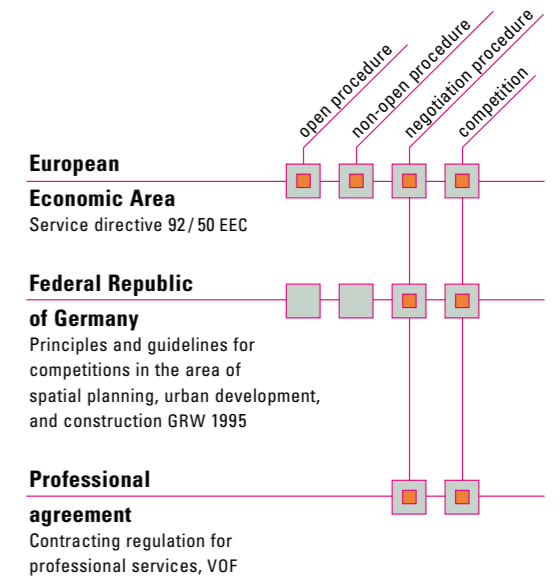 open procedure
non-open procedure
negotiation procedure
competition
European
Economic Area
Service directive 92/50 EEC
Federal Republic
of Germany
Principles and guidelines for
competitions in the area of
spatial planning, urban development,
and construction GRW 1995
Professional
agreement
Contracting regulation for
professional services, VOF